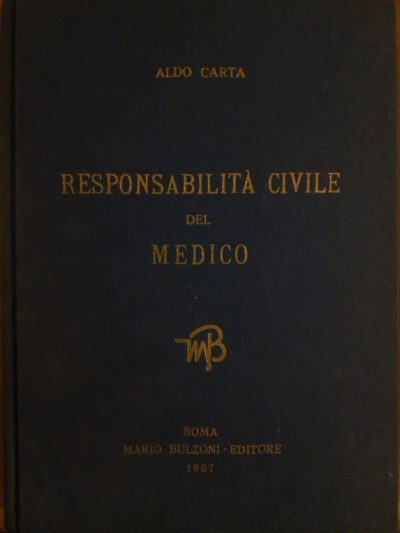 ALDO CARTA
RESPONSABILITÀ CIVILE
DEL
MEDICO
MB
ROMA
MARIO BULZONI - EDITORE
1967